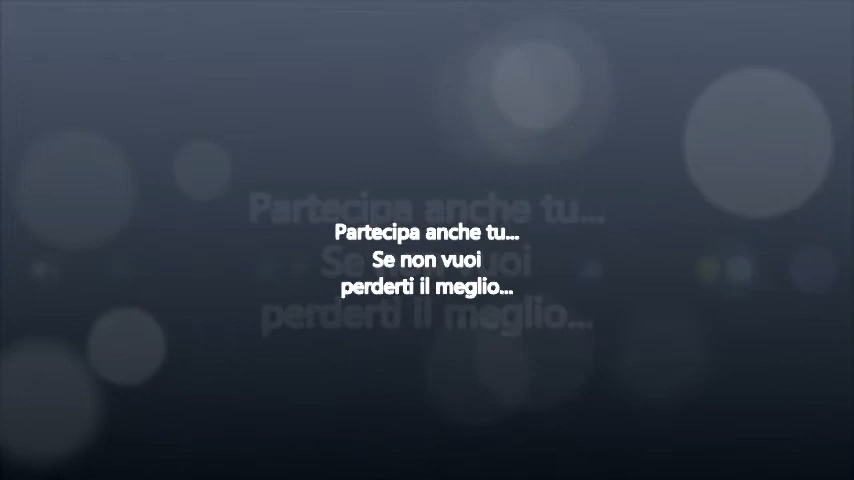 Partecipa anche tu...
Se non vuoi
perderti il meglio...